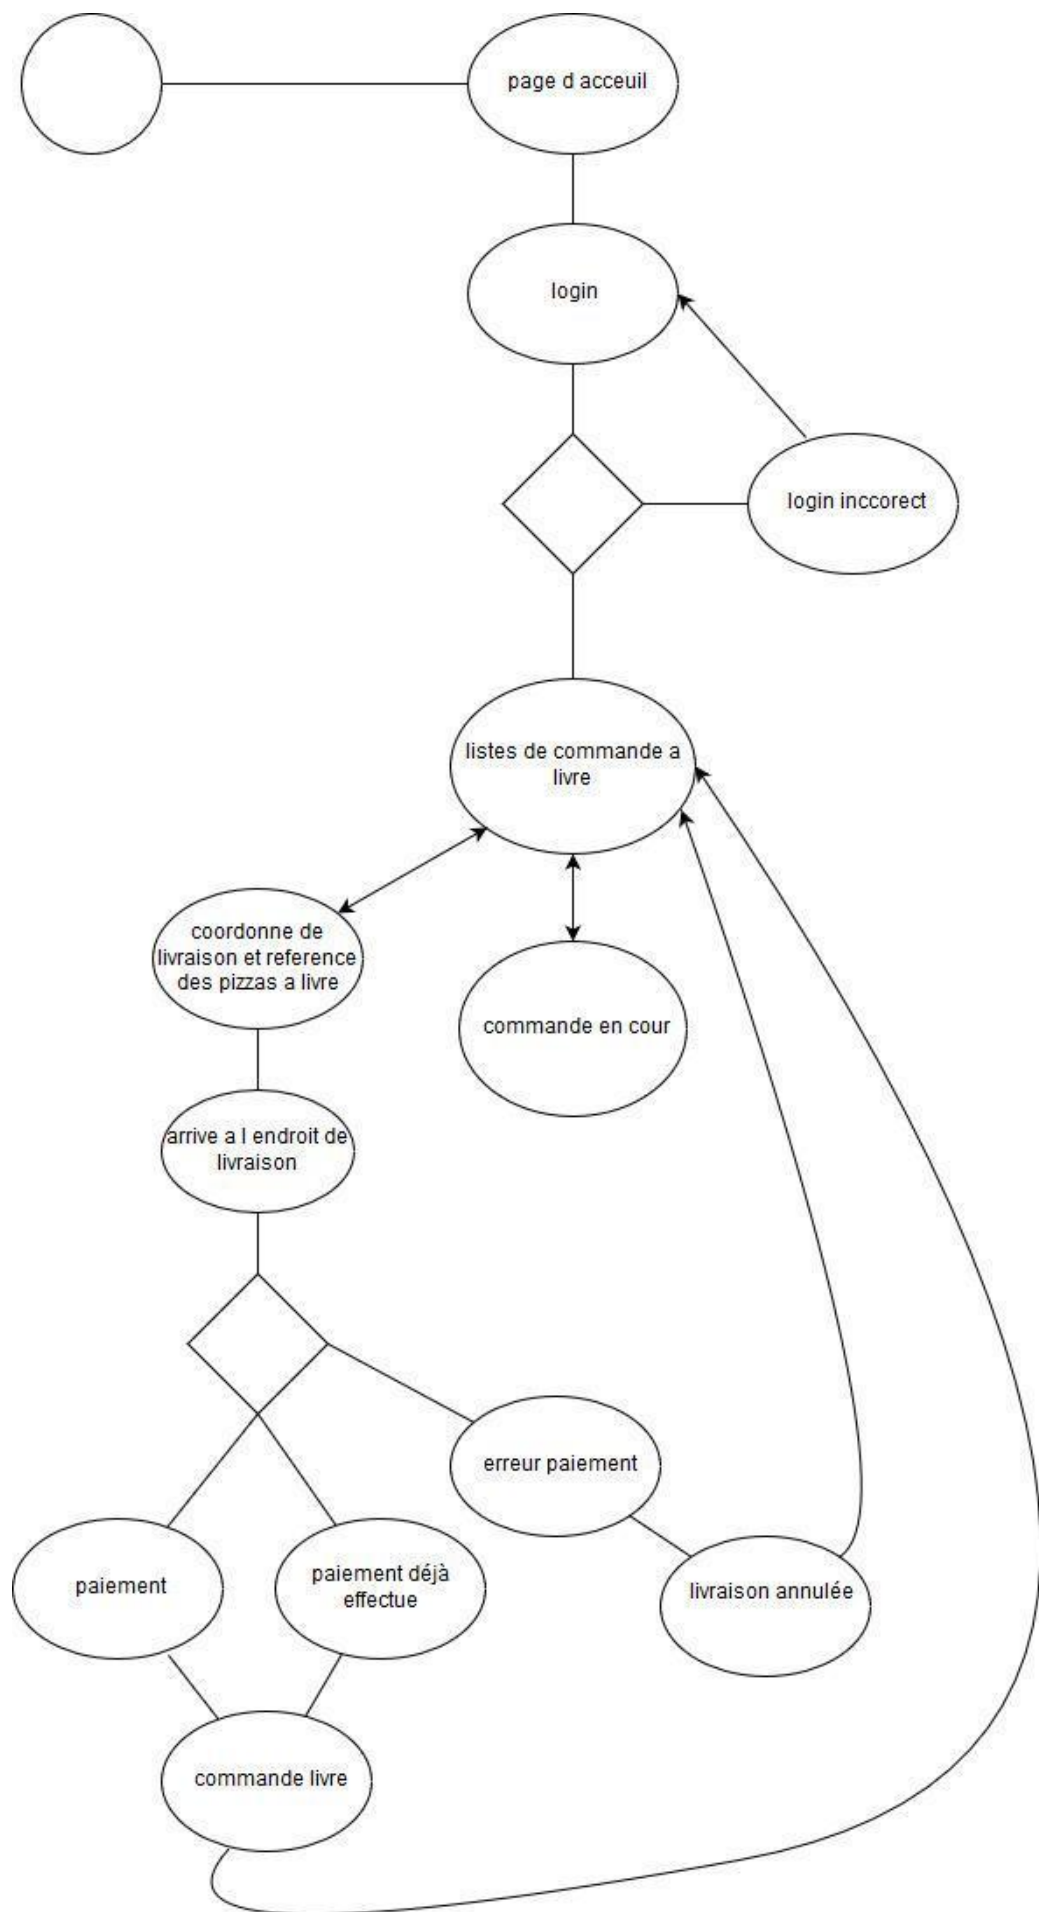 page d acceuil
login
login inccorect
listes de commande a
livre
coordonne de
livraison et reference
des pizzas a livre
commande en cour
arrive a l endroit de
livraison
erreur paiement
paiement
paiement déjà
effectue
livraison annulée
commande livre